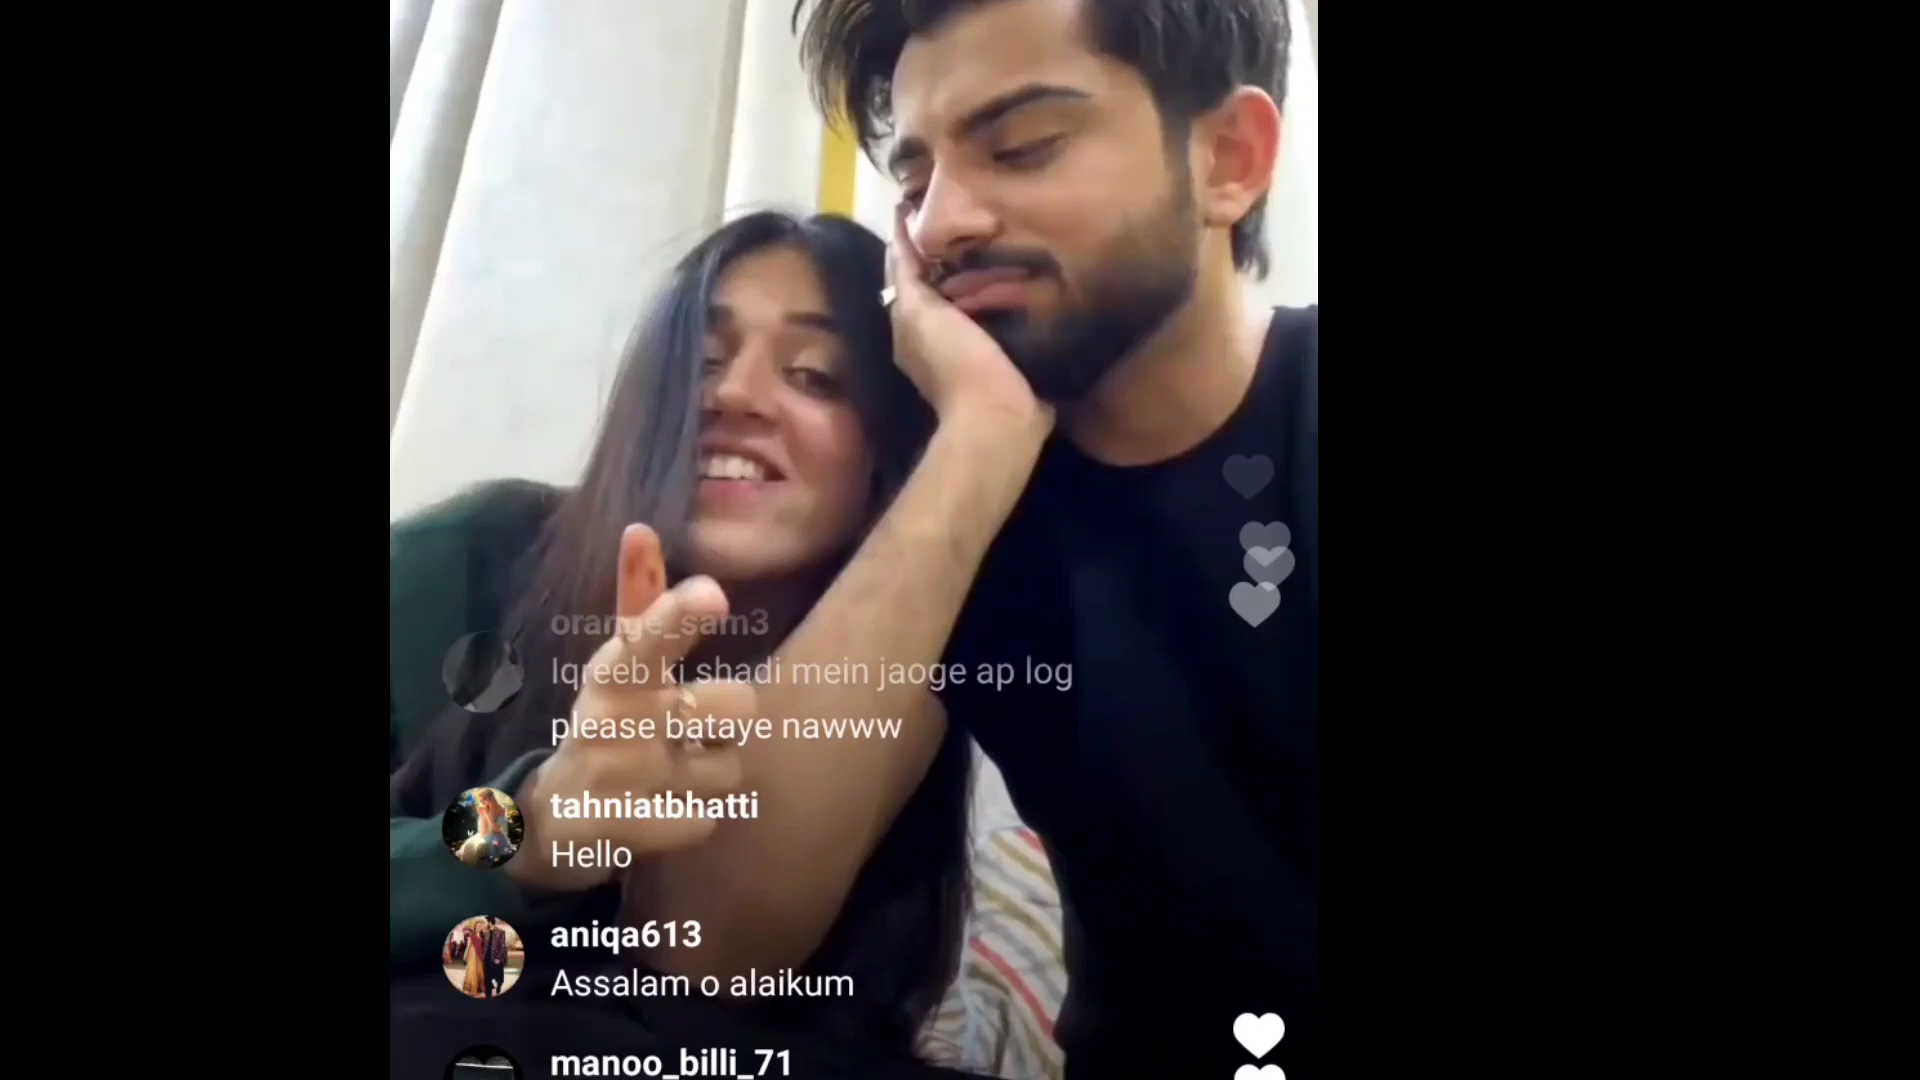 orange_sam3
Iqreeb ki shadi mein jaoge ap log
please bataye nawww
tahniatbhatti
Hello
aniqa613
Assalam o alaikum
manoo_billi_71